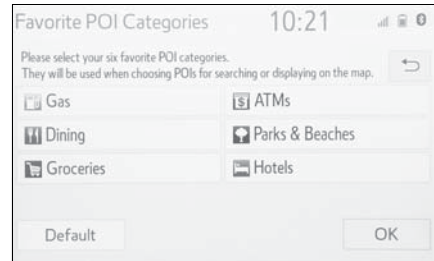 Favorite POI Categories 10:21
Please select your six favorite POI categories.
They will be used when choosing POIs for searching or displaying on the map.
Gas
$ ATMs
Dining
Parks & Beaches
Groceries
Hotels
Default
OK